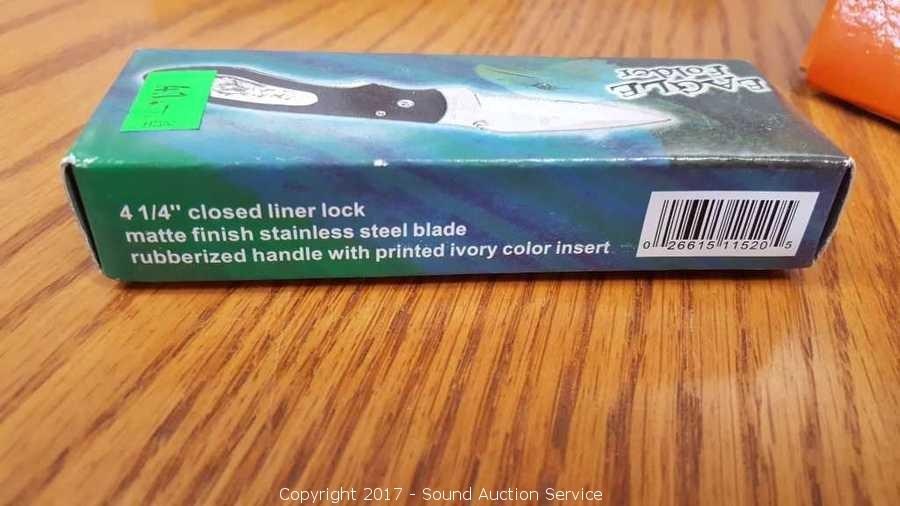 EAGLE
Folder
4 1/4" closed liner lock
matte finish stainless steel blade
rubberized handle with printed ivory color insert
0 26615 11520 5
Copyright 2017 - Sound Auction Service